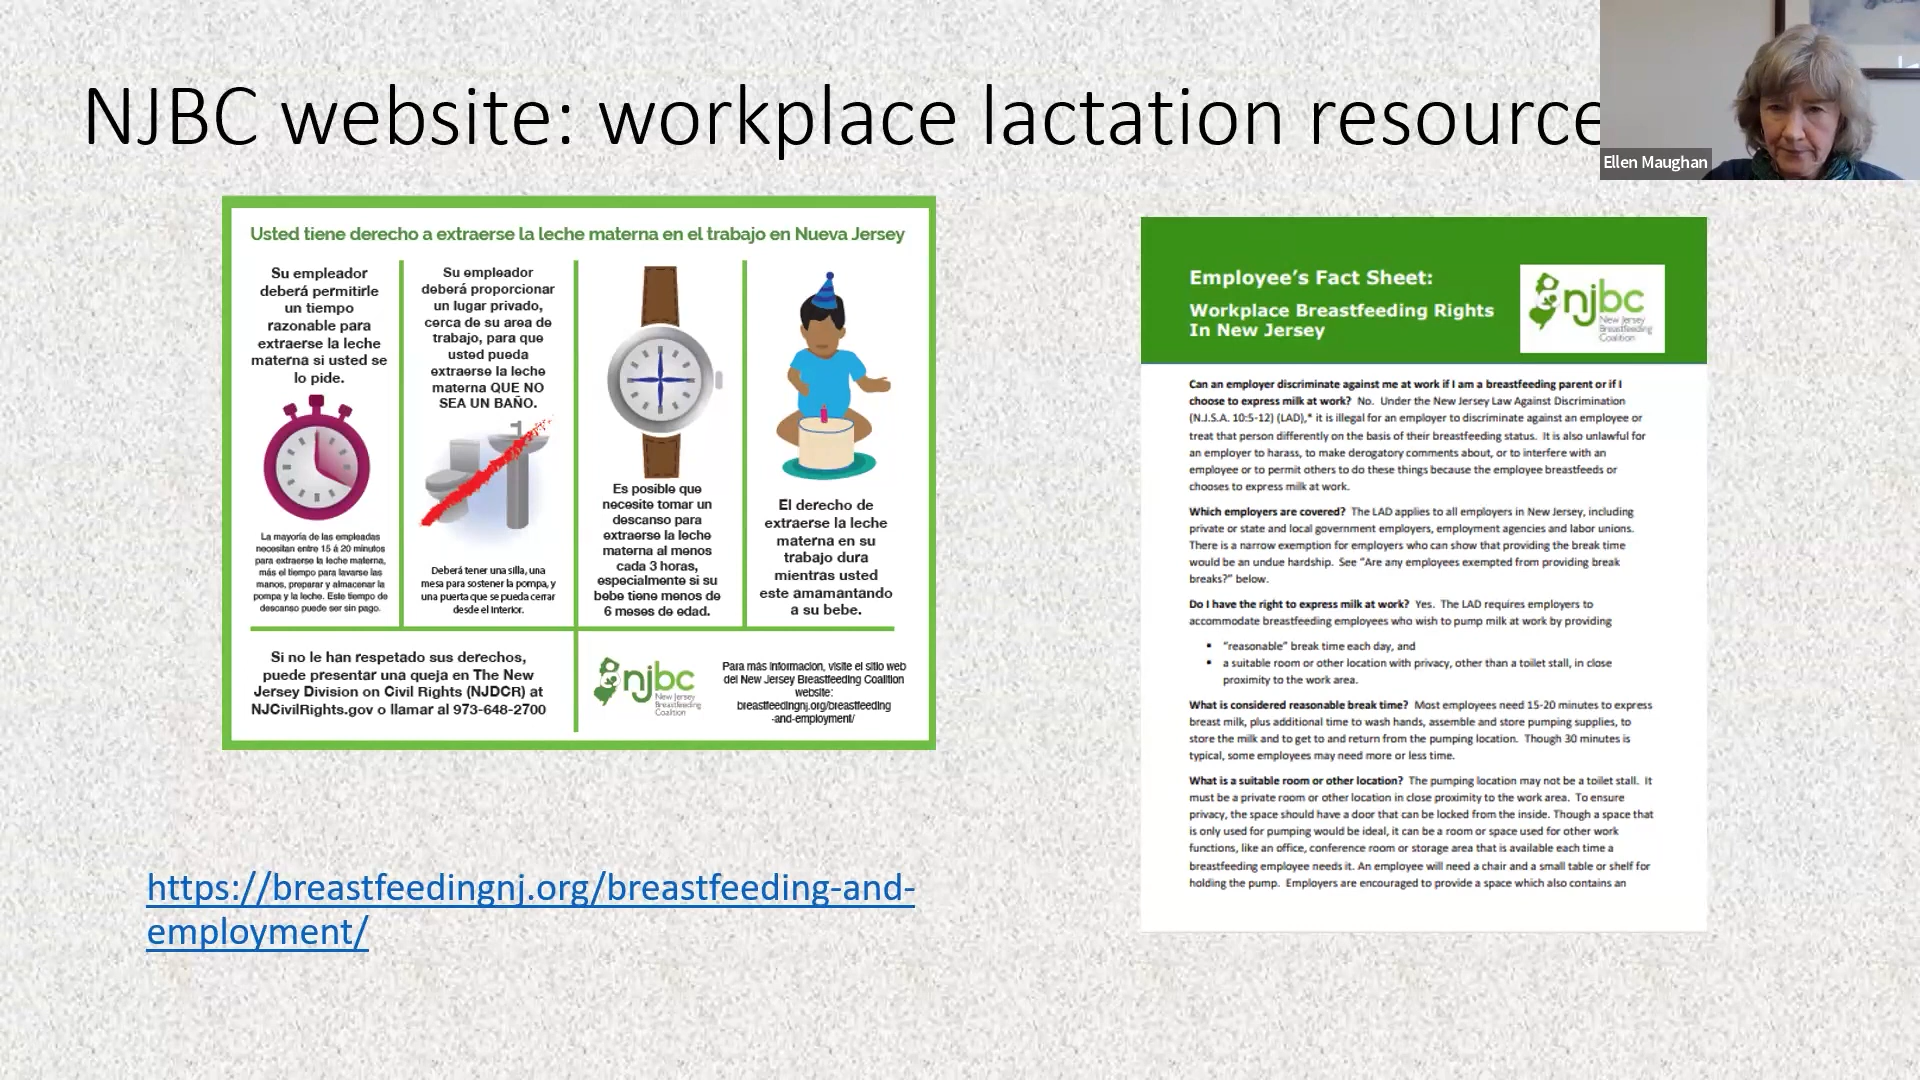 NJBC website: workplace lactation resource
Ellen Maughan
Usted tiene derecho a extraerse la leche materna en el trabajo en Nueva Jersey
Su empleador
deberá permitirle
un tiempo
razonable para
extraerse la leche
materna si usted se
lo pide.
La mayoría de las empleadas
necesitan entre 15 á 20 minutos
para extraerse la leche materna,
más el tiempo para lavarse las
manos, preparar y almacenar la
pompa y la leche. Este tiempo de
descanso puede ser sin pago.
Su empleador
deberá proporcionar
un lugar privado,
cerca de su area de
trabajo, para que
usted pueda
extraerse la leche
materna QUE NO
SEA UN BAÑO.
Deberá tener una silla, una
mesa para sostener la pompa, y
una puerta que se pueda cerrar
desde el interior.
Es posible que
necesite tomar un
descanso para
extraerse la leche
materna al menos
cada 3 horas,
especialmente si su
bebe tiene menos de
6 meses de edad.
El derecho de
extraerse la leche
materna en su
trabajo dura
mientras usted
este amamantando
a su bebe.
Si no le han respetado sus derechos,
puede presentar una queja en The New
Jersey Division on Civil Rights (NJDCR) at
NJCivilRights.gov o llamar al 973-648-2700
njbc
New Jersey
Breastfeeding
Coalition
Para más informacion, visite el sitio web
del New Jersey Breastfeeding Coalition
website:
breastfeedingnj.org/breastfeeding
-and-employment/
https://breastfeedingnj.org/breastfeeding-and-
employment/
Employee's Fact Sheet:
Workplace Breastfeeding Rights
In New Jersey
njbc
New Jersey
Breastfeeding
Coalition
Can an employer discriminate against me at work if I am a breastfeeding parent or if I
choose to express milk at work? No. Under the New Jersey Law Against Discrimination
(N.J.S.A. 10:5-12) (LAD),* it is illegal for an employer to discriminate against an employee or
treat that person differently on the basis of their breastfeeding status. It is also unlawful for
an employer to harass, to make derogatory comments about, or to interfere with an
employee or to permit others to do these things because the employee breastfeeds or
chooses to express milk at work.
Which employers are covered? The LAD applies to all employers in New Jersey, including
private or state and local government employers, employment agencies and labor unions.
There is a narrow exemption for employers who can show that providing the break time
would be an undue hardship. See "Are any employees exempted from providing break
breaks?" below.
Do I have the right to express milk at work? Yes. The LAD requires employers to
accommodate breastfeeding employees who wish to pump milk at work by providing
• "reasonable" break time each day, and
• a suitable room or other location with privacy, other than a toilet stall, in close
proximity to the work area.
What is considered reasonable break time? Most employees need 15-20 minutes to express
breast milk, plus additional time to wash hands, assemble and store pumping supplies, to
store the milk and to get to and return from the pumping location. Though 30 minutes is
typical, some employees may need more or less time.
What is a suitable room or other location? The pumping location may not be a toilet stall. It
must be a private room or other location in close proximity to the work area. To ensure
privacy, the space should have a door that can be locked from the inside. Though a space that
is only used for pumping would be ideal, it can be a room or space used for other work
functions, like an office, conference room or storage area that is available each time a
breastfeeding employee needs it. An employee will need a chair and a small table or shelf for
holding the pump. Employers are encouraged to provide a space which also contains an